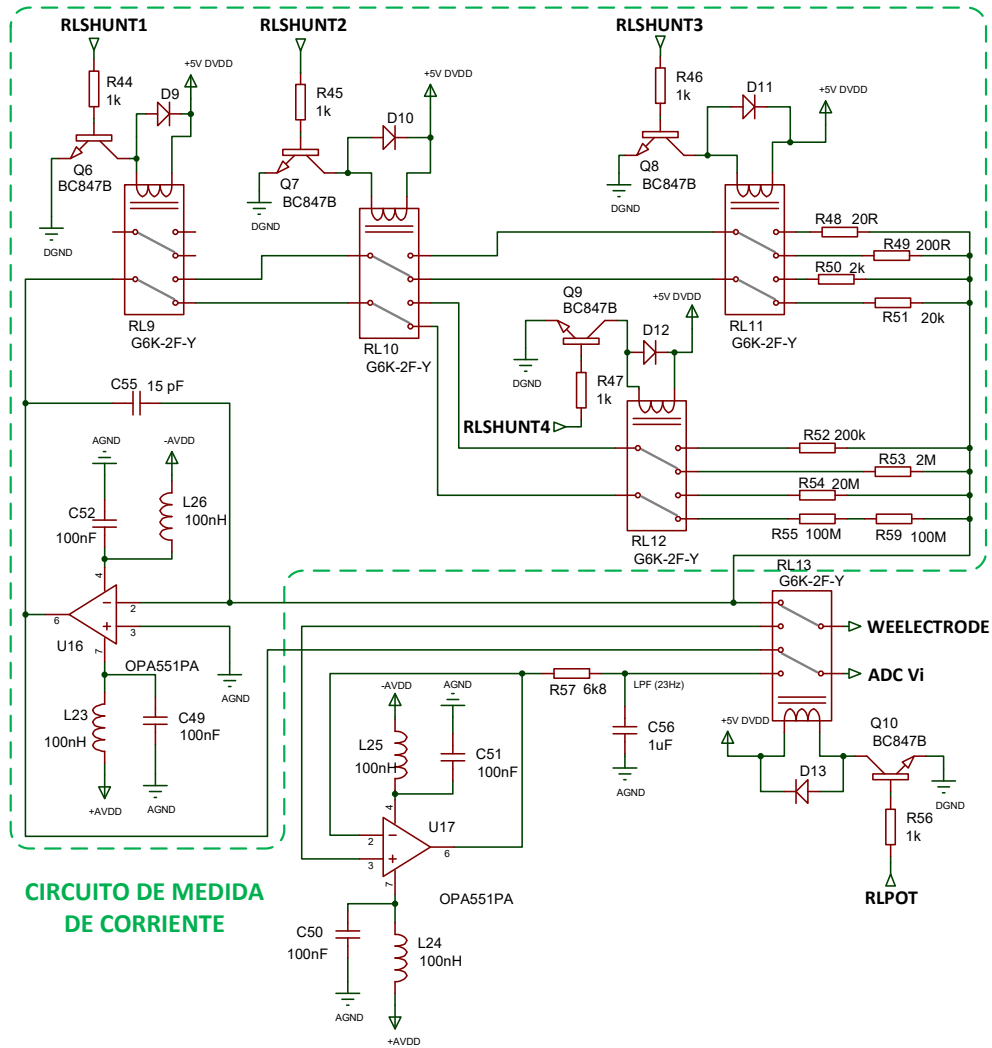 RLSHUNT1
RLSHUNT2
RLSHUNT3
R44
1k
D9
+5V DVDD
Q6
BC847B
DGND
RL9
G6K-2F-Y
R45
1k
D10
+5V DVDD
Q7
BC847B
DGND
RL10
G6K-2F-Y
R46
1k
D11
+5V DVDD
Q8
BC847B
DGND
RL11
G6K-2F-Y
R48 20R
R49 200R
R50 2k
R51
20k
Q9
BC847B
D12
+5V DVDD
DGND
R47
1k
RLSHUNT4
RL12
G6K-2F-Y
R52 200k
R53 2M
R54 20M
R55 100M
R59 100M
C55 15 pF
AGND
-AVDD
C52
100nF
L26
100nH
4
6
2
3
7
U16
OPA551PA
AGND
L23
100nH
C49
100nF
+AVDD
AGND
RL13
G6K-2F-Y
WEELECTRODE
ADC Vi
R57 6k8
LPF (23Hz)
C56
1uF
AGND
-AVDD
AGND
L25
100nH
C51
100nF
4
U17
2
3
6
7
OPA551PA
C50
100nF
L24
100nH
AGND
+AVDD
+5V DVDD
D13
Q10
BC847B
DGND
R56
1k
RLPOT
CIRCUITO DE MEDIDA
DE CORRIENTE